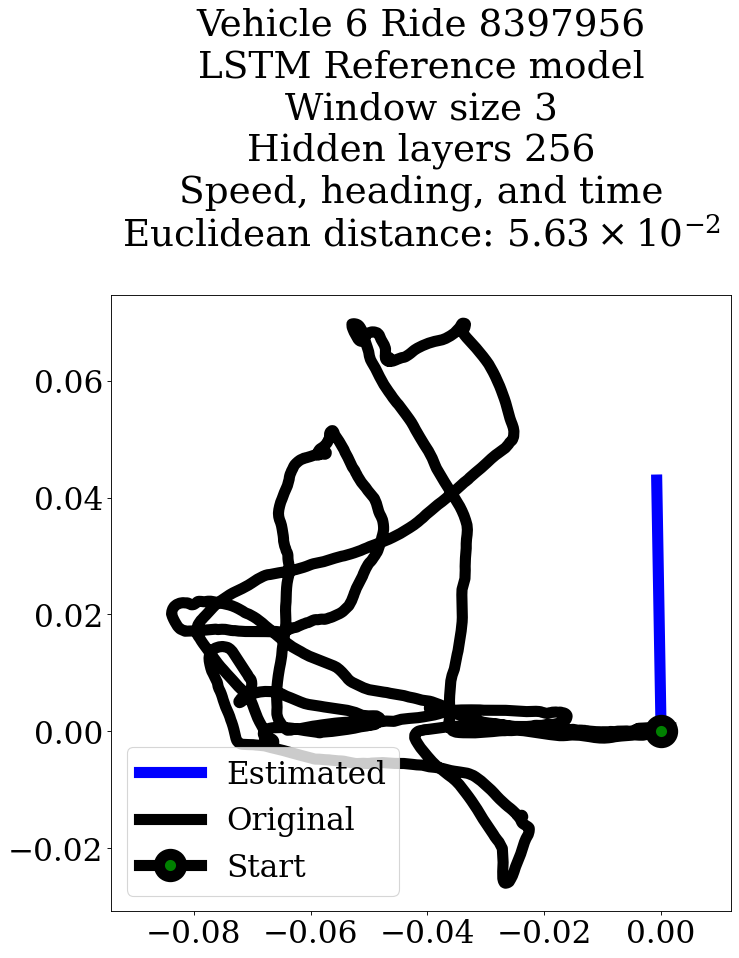 Vehicle 6 Ride 8397956
LSTM Reference model
Window size 3
Hidden layers 256
Speed, heading, and time
Euclidean distance: 5.63 × 10⁻²
0.06
0.04
0.02
0.00
−0.02
Estimated
Original
Start
−0.08 −0.06 −0.04 −0.02 0.00